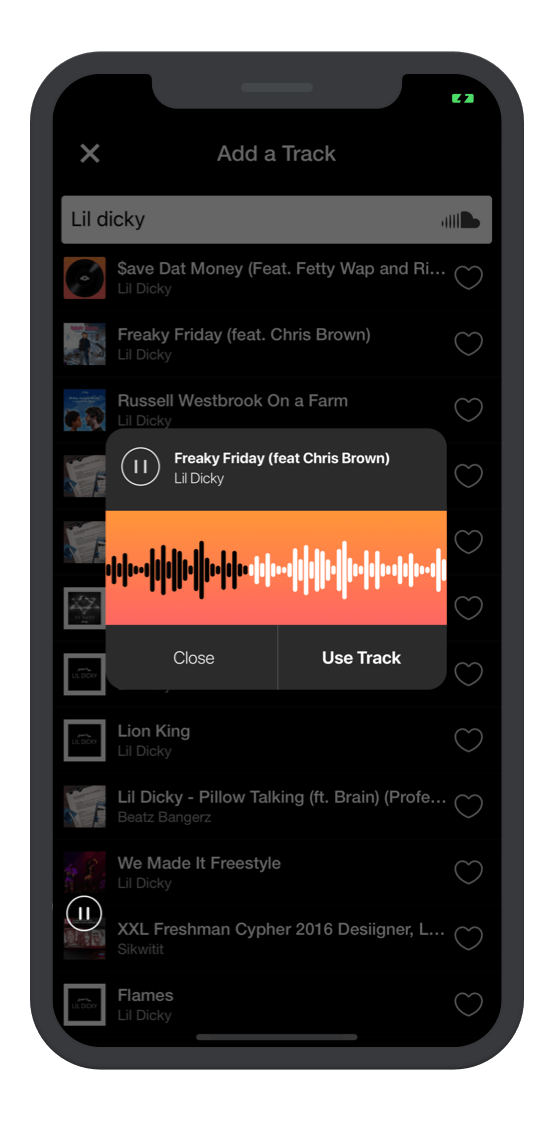 Add a Track
Lil dicky
$ave Dat Money (Feat. Fetty Wap and Ri...
Lil Dicky
Freaky Friday (feat. Chris Brown)
Lil Dicky
Russell Westbrook On a Farm
Lil Dicky
Freaky Friday (feat Chris Brown)
Lil Dicky
Close
Use Track
Lion King
Lil Dicky
Lil Dicky - Pillow Talking (ft. Brain) (Profe...
Beatz Bangerz
We Made It Freestyle
Lil Dicky
XXL Freshman Cypher 2016 Desiigner, L...
Sikwitit
Flames
Lil Dicky